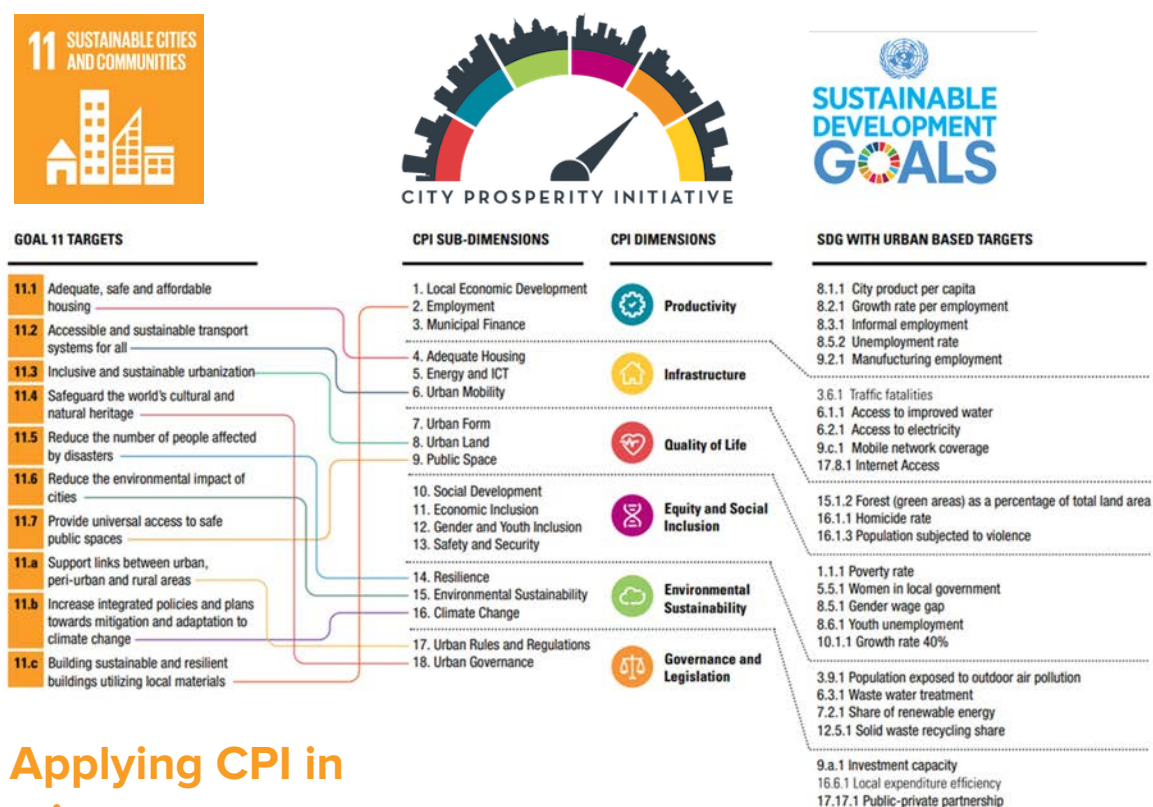 11 SUSTAINABLE CITIES
AND COMMUNITIES
CITY PROSPERITY INITIATIVE
SUSTAINABLE
DEVELOPMENT
GOALS
GOAL 11 TARGETS
11.1 Adequate, safe and affordable
housing
11.2 Accessible and sustainable transport
systems for all
11.3 Inclusive and sustainable urbanization
11.4 Safeguard the world's cultural and
natural heritage
11.5 Reduce the number of people affected
by disasters
11.6 Reduce the environmental impact of
cities
11.7 Provide universal access to safe
public spaces
11.a Support links between urban,
peri-urban and rural areas
11.b Increase integrated policies and plans
towards mitigation and adaptation to
climate change
11.c Building sustainable and resilient
buildings utilizing local materials
CPI SUB-DIMENSIONS
1. Local Economic Development
2. Employment
3. Municipal Finance
4. Adequate Housing
5. Energy and ICT
6. Urban Mobility
7. Urban Form
8. Urban Land
9. Public Space
10. Social Development
11. Economic Inclusion
12. Gender and Youth Inclusion
13. Safety and Security
14. Resilience
15. Environmental Sustainability
16. Climate Change
17. Urban Rules and Regulations
18. Urban Governance
CPI DIMENSIONS
Productivity
Infrastructure
Quality of Life
Equity and Social
Inclusion
Environmental
Sustainability
Governance and
Legislation
SDG WITH URBAN BASED TARGETS
8.1.1 City product per capita
8.2.1 Growth rate per employment
8.3.1 Informal employment
8.5.2 Unemployment rate
9.2.1 Manufucturing employment
3.6.1 Traffic fatalities
6.1.1 Access to improved water
6.2.1 Access to electricity
9.c.1 Mobile network coverage
17.8.1 Internet Access
15.1.2 Forest (green areas) as a percentage of total land area
16.1.1 Homicide rate
16.1.3 Population subjected to violence
1.1.1 Poverty rate
5.5.1 Women in local government
8.5.1 Gender wage gap
8.6.1 Youth unemployment
10.1.1 Growth rate 40%
3.9.1 Population exposed to outdoor air pollution
6.3.1 Waste water treatment
7.2.1 Share of renewable energy
12.5.1 Solid waste recycling share
9.a.1 Investment capacity
16.6.1 Local expenditure efficiency
17.17.1 Public-private partnership
Applying CPI in